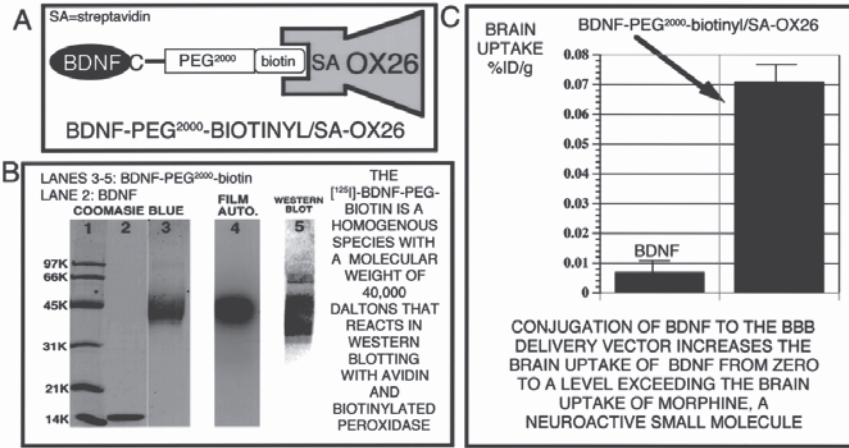 A
SA=streptavidin
BDNF C PEG2000 biotin SA OX26
BDNF-PEG2000-BIOTINYL/SA-OX26
B
LANES 3-5: BDNF-PEG2000-biotin
LANE 2: BDNF
COOMASIE BLUE
FILM
AUTO.
WESTERN
BLOT
1 2 3 4 5
97K
66K
45K
31K
21K
14K
THE
[125I]-BDNF-PEG-
BIOTIN IS A
HOMOGENOUS
SPECIES WITH
A MOLECULAR
WEIGHT OF
40,000
DALTONS THAT
REACTS IN
WESTERN
BLOTTING
WITH AVIDIN
AND
BIOTINYLATED
PEROXIDASE
C
BRAIN
UPTAKE
%ID/g
BDNF-PEG2000-biotinyl/SA-OX26
0.08
0.07
0.06
0.05
0.04
0.03
0.02
0.01
0
BDNF
CONJUGATION OF BDNF TO THE BBB
DELIVERY VECTOR INCREASES THE
BRAIN UPTAKE OF BDNF FROM ZERO
TO A LEVEL EXCEEDING THE BRAIN
UPTAKE OF MORPHINE, A
NEUROACTIVE SMALL MOLECULE